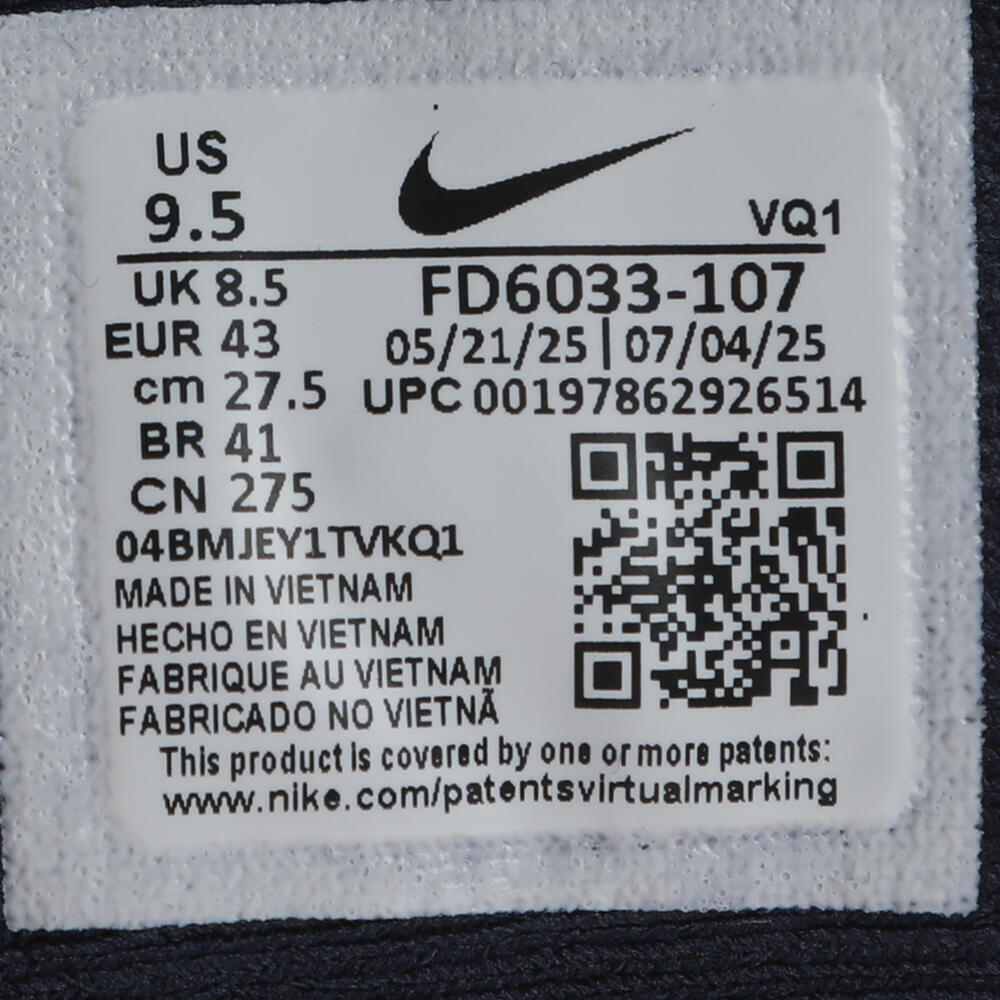 US
9.5
VQ1
UK 8.5
FD6033-107
EUR 43
05/21/25 | 07/04/25
cm 27.5
UPC 00197862926514
BR 41
CN 275
04BMJEY1TVKQ1
MADE IN VIETNAM
HECHO EN VIETNAM
FABRIQUE AU VIETNAM
FABRICADO NO VIETNÃ
This product is covered by one or more patents:
www.nike.com/patentsvirtualmarking